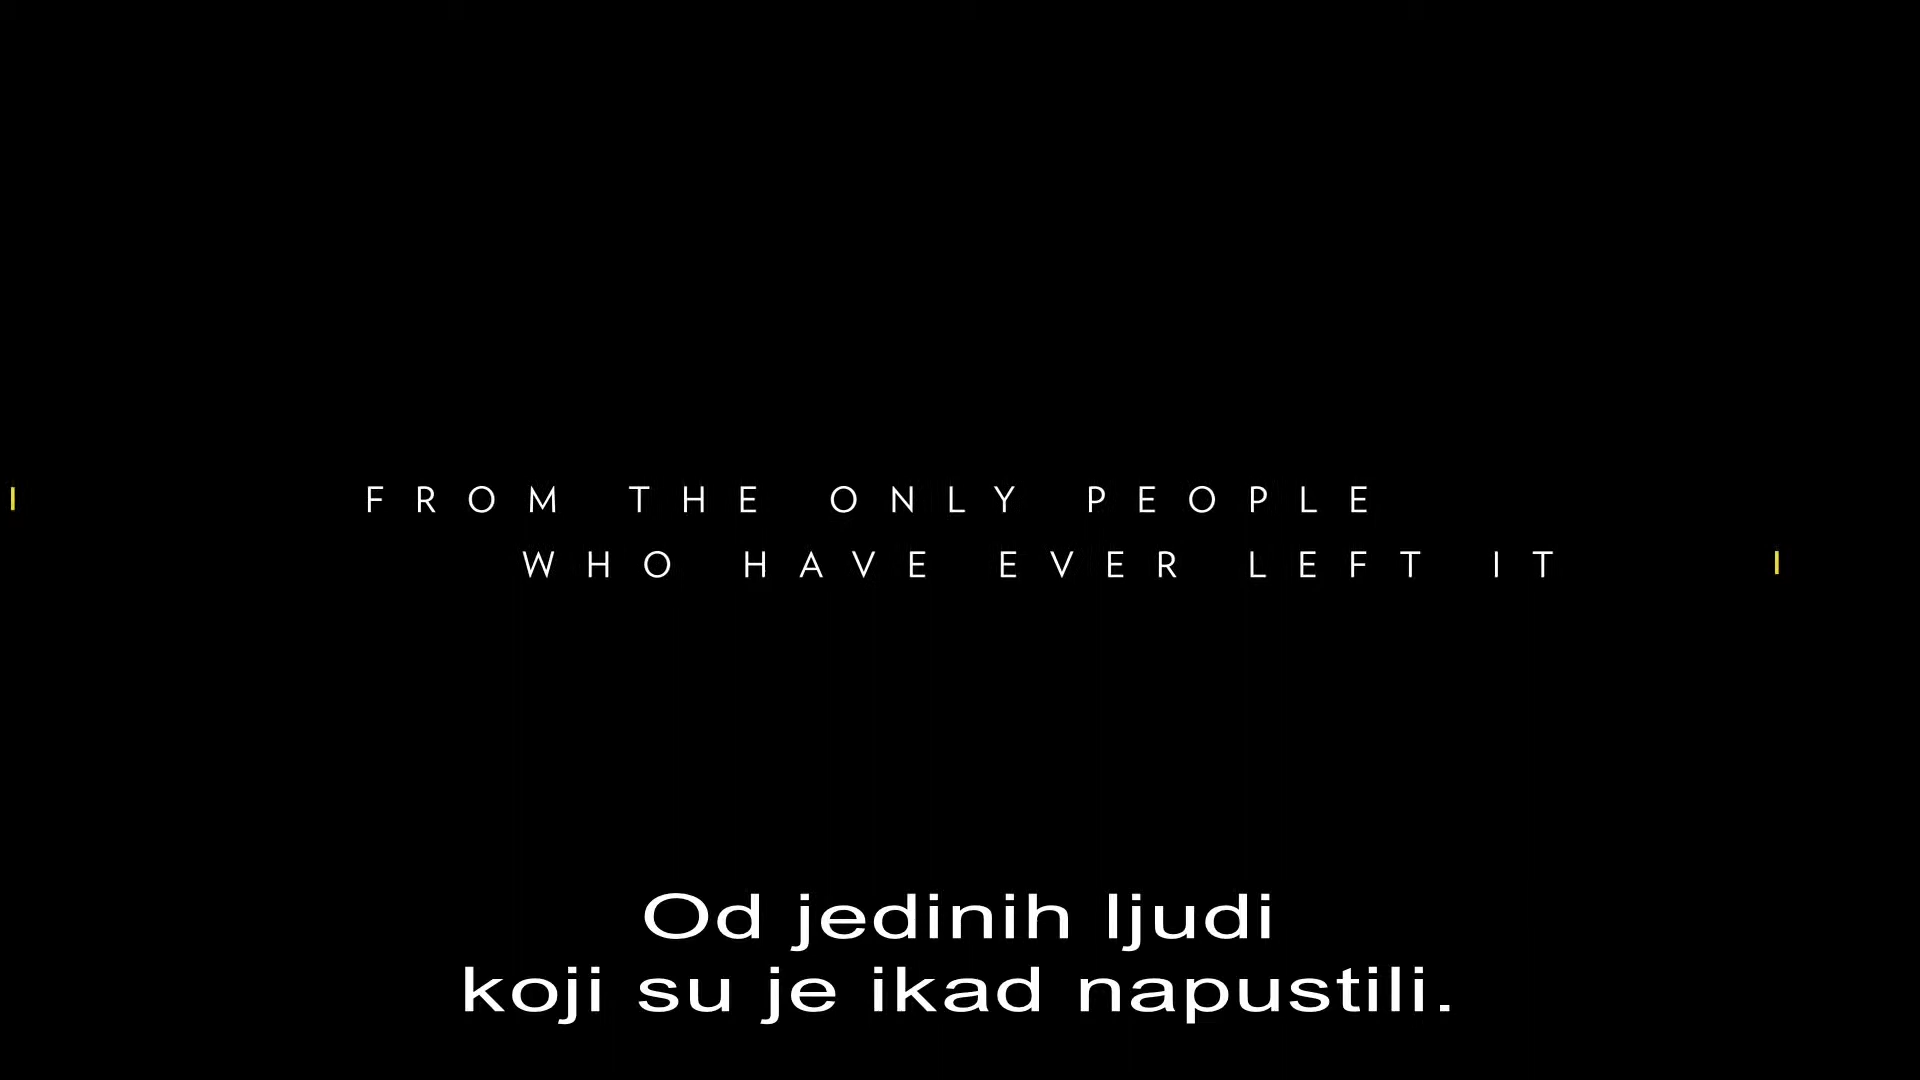 FROM THE ONLY PEOPLE
WHO HAVE EVER LEFT IT
Od jedinih ljudi
koji su je ikad napustili.